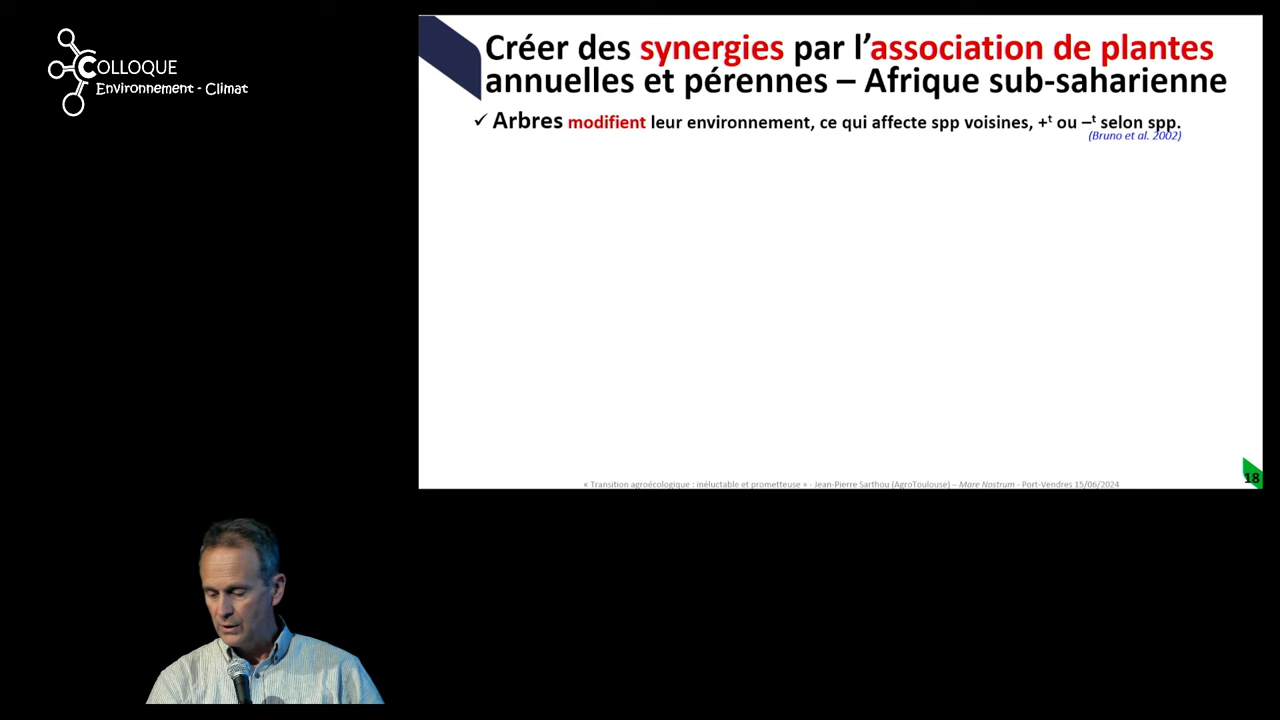 COLLOQUE
Environnement - Climat
Créer des synergies par l’association de plantes
annuelles et pérennes – Afrique sub-saharienne
✓ Arbres modifient leur environnement, ce qui affecte spp voisines, +ᵗ ou –ᵗ selon spp.
(Bruno et al. 2002)
« Transition agroécologique : inéluctable et prometteuse » - Jean-Pierre Sarthou (AgroToulouse) – Mare Nostrum - Port-Vendres 15/06/2024
18